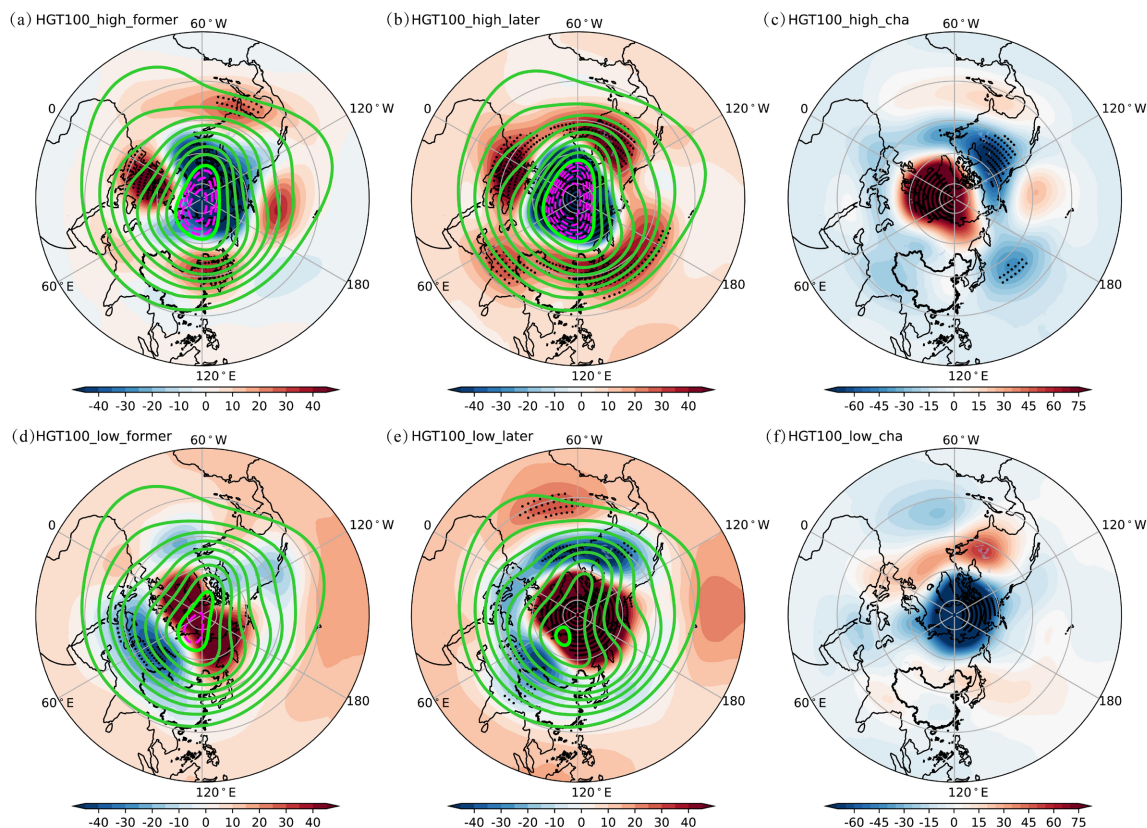 (a) HGT100_high_former
60°W
0
120°W
60°E
180
120°E
-40 -30 -20 -10 0 10 20 30 40
(b) HGT100_high_later
60°W
0
120°W
60°E
180
120°E
-40 -30 -20 -10 0 10 20 30 40
(c) HGT100_high_cha
60°W
0
120°W
60°E
180
120°E
-60 -45 -30 -15 0 15 30 45 60 75
(d) HGT100_low_former
60°W
0
120°W
60°E
180
120°E
-40 -30 -20 -10 0 10 20 30 40
(e) HGT100_low_later
60°W
0
120°W
60°E
180
120°E
-40 -30 -20 -10 0 10 20 30 40
(f) HGT100_low_cha
60°W
0
120°W
60°E
180
120°E
-60 -45 -30 -15 0 15 30 45 60 75